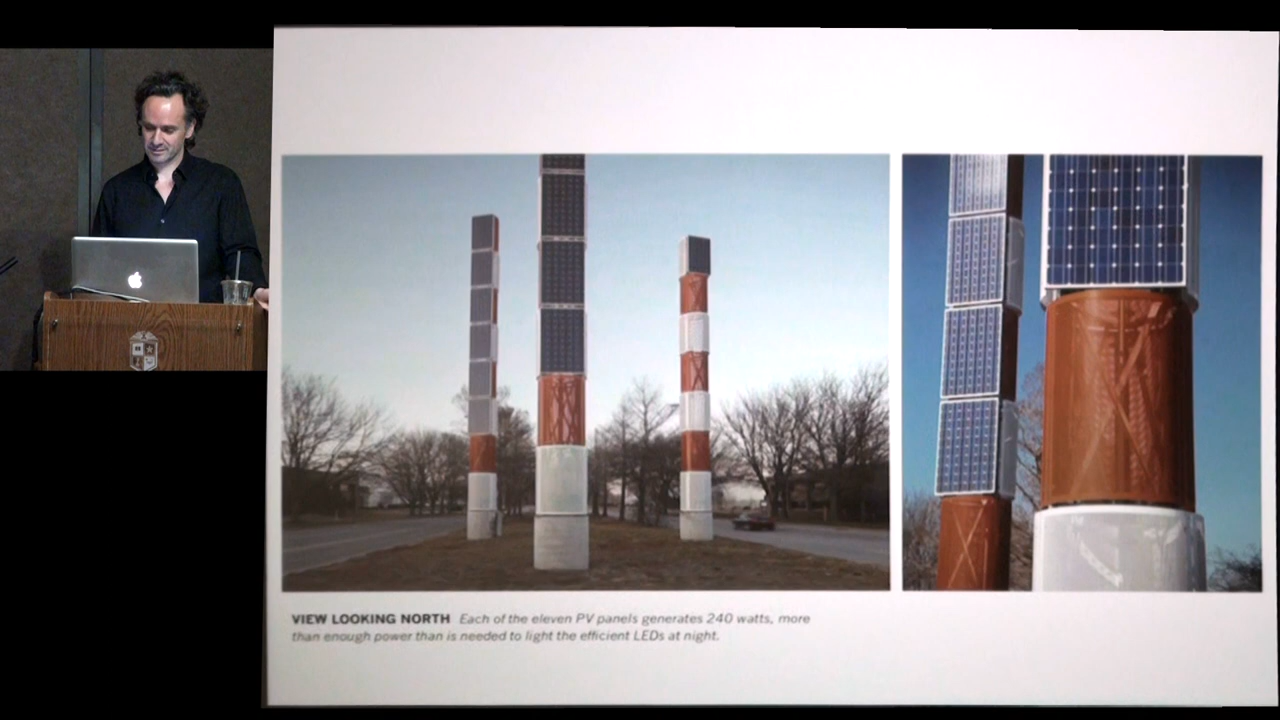 VIEW LOOKING NORTH Each of the eleven PV panels generates 240 watts, more
than enough power than is needed to light the efficient LEDs at night.